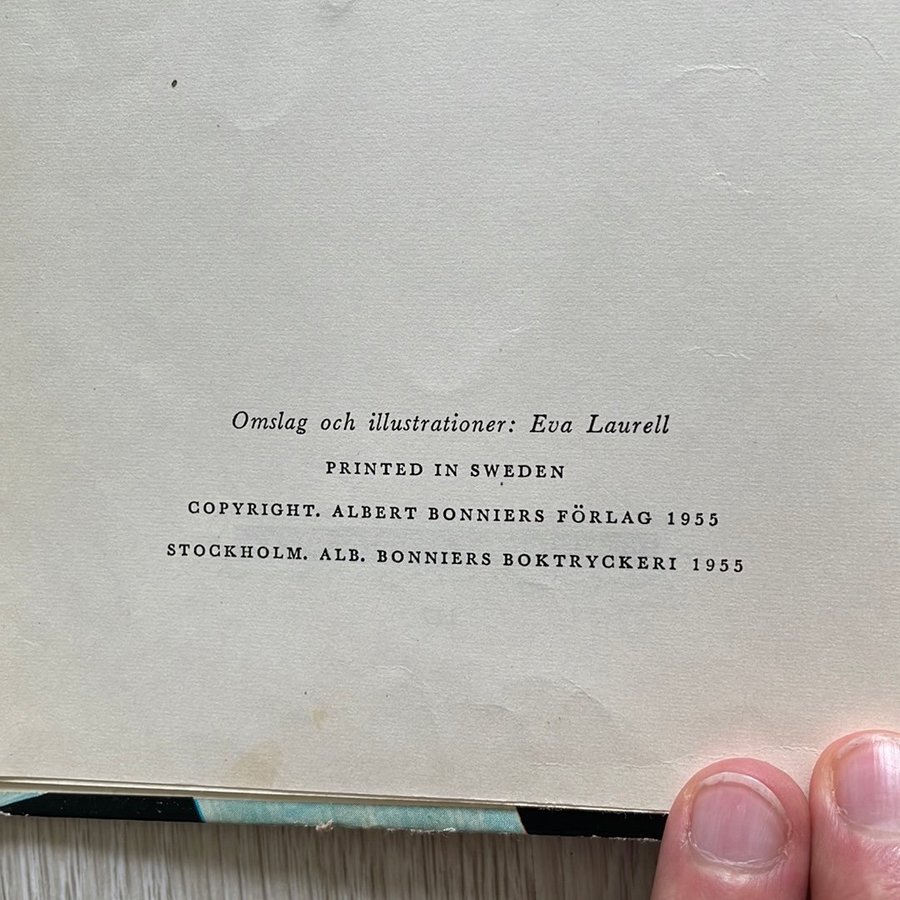 Omslag och illustrationer: Eva Laurell
PRINTED IN SWEDEN
COPYRIGHT. ALBERT BONNIERS FÖRLAG 1955
STOCKHOLM. ALB. BONNIERS BOKTRYCKERI 1955